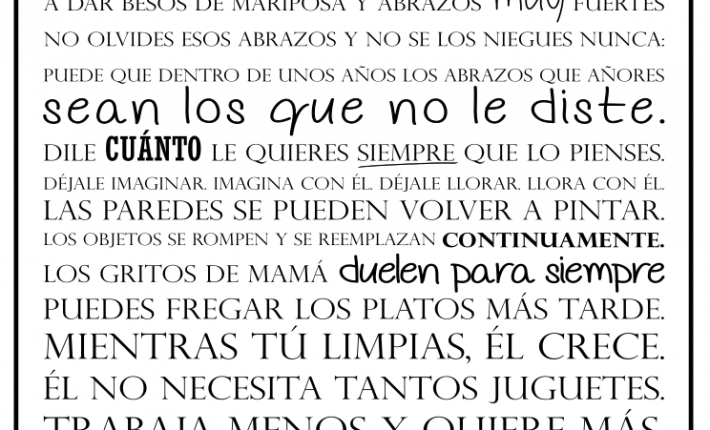 A DAR BESOS DE MARIPOSA Y ABRAZOS muy FUERTES
NO OLVIDES ESOS ABRAZOS Y NO SE LOS NIEGUES NUNCA:
PUEDE QUE DENTRO DE UNOS AÑOS LOS ABRAZOS QUE AÑORES
sean los que no le diste.
DILE CUÁNTO LE QUIERES SIEMPRE QUE LO PIENSES.
DÉJALE IMAGINAR. IMAGINA CON ÉL. DÉJALE LLORAR. LLORA CON ÉL.
LAS PAREDES SE PUEDEN VOLVER A PINTAR.
LOS OBJETOS SE ROMPEN Y SE REEMPLAZAN CONTINUAMENTE.
LOS GRITOS DE MAMÁ duelen para siempre
PUEDES FREGAR LOS PLATOS MÁS TARDE.
MIENTRAS TÚ LIMPIAS, ÉL CRECE.
ÉL NO NECESITA TANTOS JUGUETES.
TRABAJA MENOS Y QUIERE MÁS.